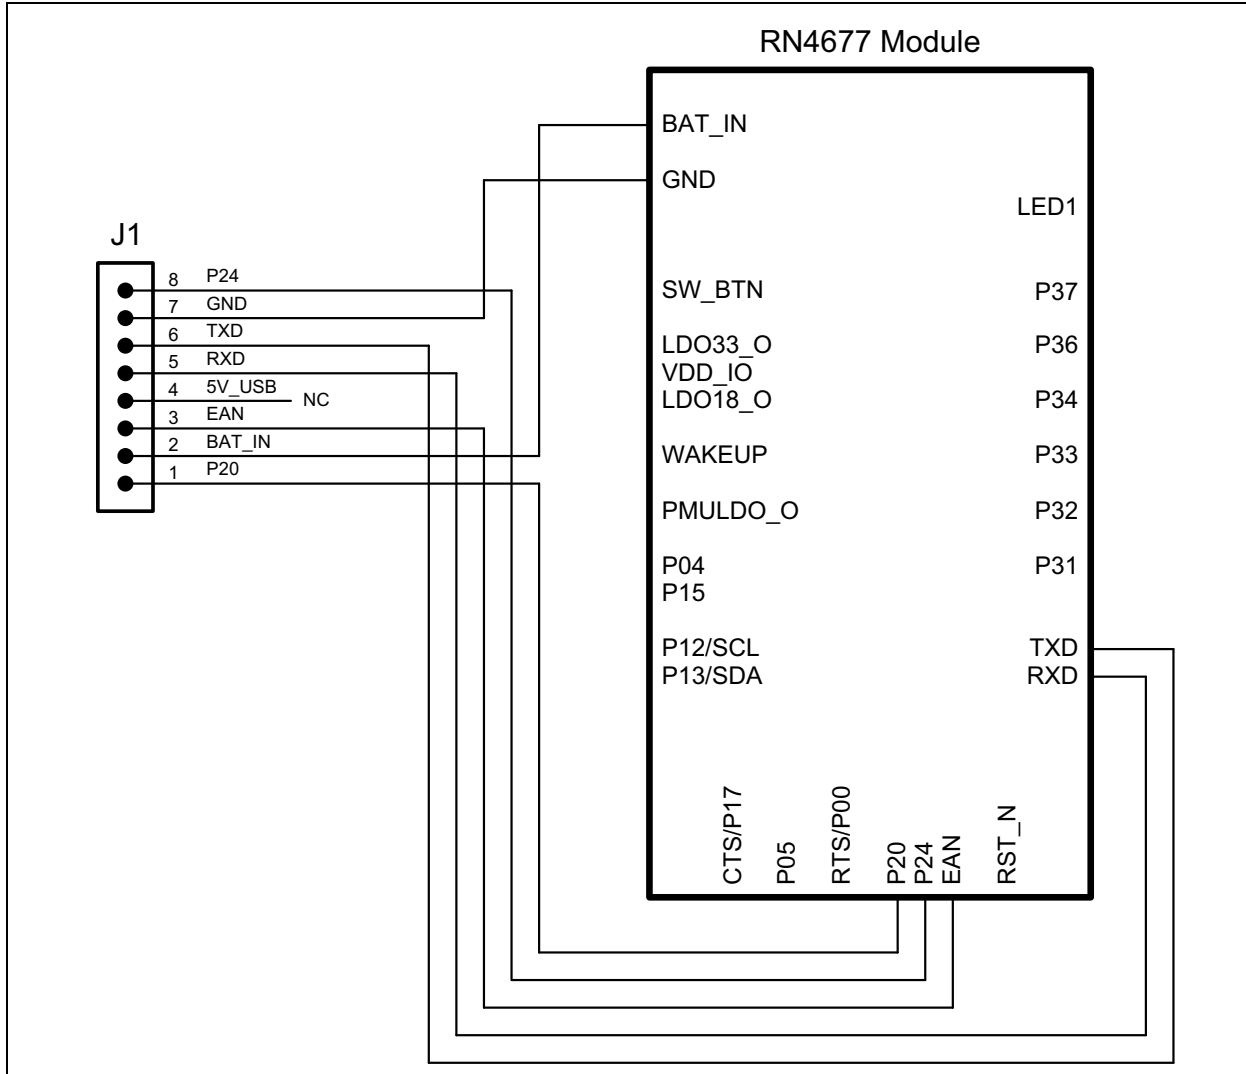 RN4677 Module
BAT_IN
GND
LED1
J1
8 P24
7 GND
6 TXD
5 RXD
4 5V_USB NC
3 EAN
2 BAT_IN
1 P20
SW_BTN P37
LDO33_O P36
VDD_IO
LDO18_O P34
WAKEUP P33
PMULDO_O P32
P04 P31
P15
P12/SCL TXD
P13/SDA RXD
CTS/P17
P05
RTS/P00
P20
P24
EAN
RST_N